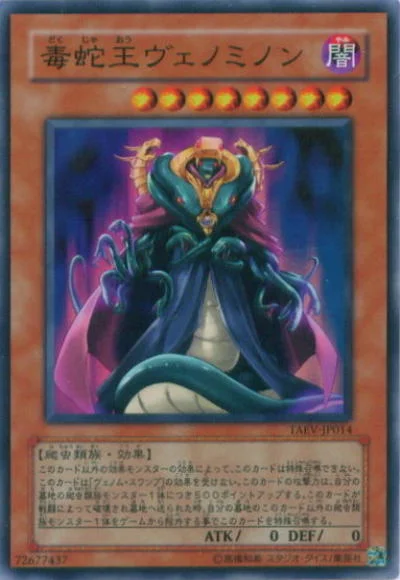 どく じゃ おう
毒蛇王ヴェノミノン
やみ
闇
TAEV-JP014
【爬虫類族・効果】
このカード以外の効果モンスターの効果によって、このカードは特殊召喚できない。
このカードは「ヴェノム・スワンプ」の効果を受けない。このカードの攻撃力は、自分の
墓地の爬虫類族モンスター1体につき500ポイントアップする。このカードが
戦闘によって破壊され墓地へ送られた時、自分の墓地のこのカード以外の爬虫類
族モンスター1体をゲームから除外する事でこのカードを特殊召喚する。
ATK/ 0 DEF/ 0
72677437 ©高橋和希 スタジオ・ダイス/集英社